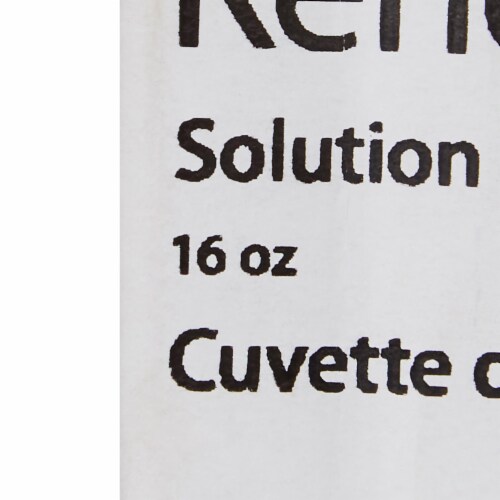 Solution
16 oz
Cuvette